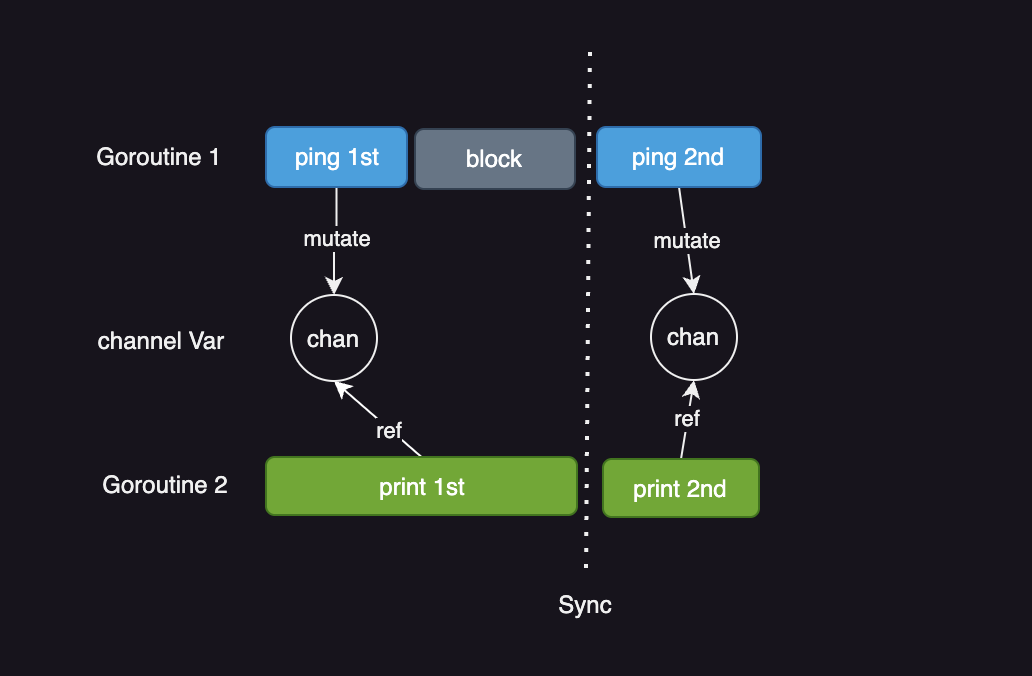 Goroutine 1
ping 1st
block
ping 2nd
mutate
mutate
channel Var
chan
chan
ref
ref
Goroutine 2
print 1st
print 2nd
Sync